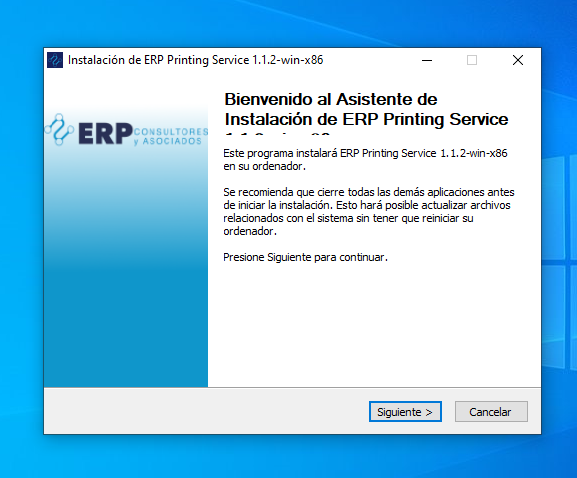 Instalación de ERP Printing Service 1.1.2-win-x86
ERP CONSULTORES
y ASOCIADOS
Bienvenido al Asistente de
Instalación de ERP Printing Service
Este programa instalará ERP Printing Service 1.1.2-win-x86
en su ordenador.
Se recomienda que cierre todas las demás aplicaciones antes
de iniciar la instalación. Esto hará posible actualizar archivos
relacionados con el sistema sin tener que reiniciar su
ordenador.
Presione Siguiente para continuar.
Siguiente >
Cancelar